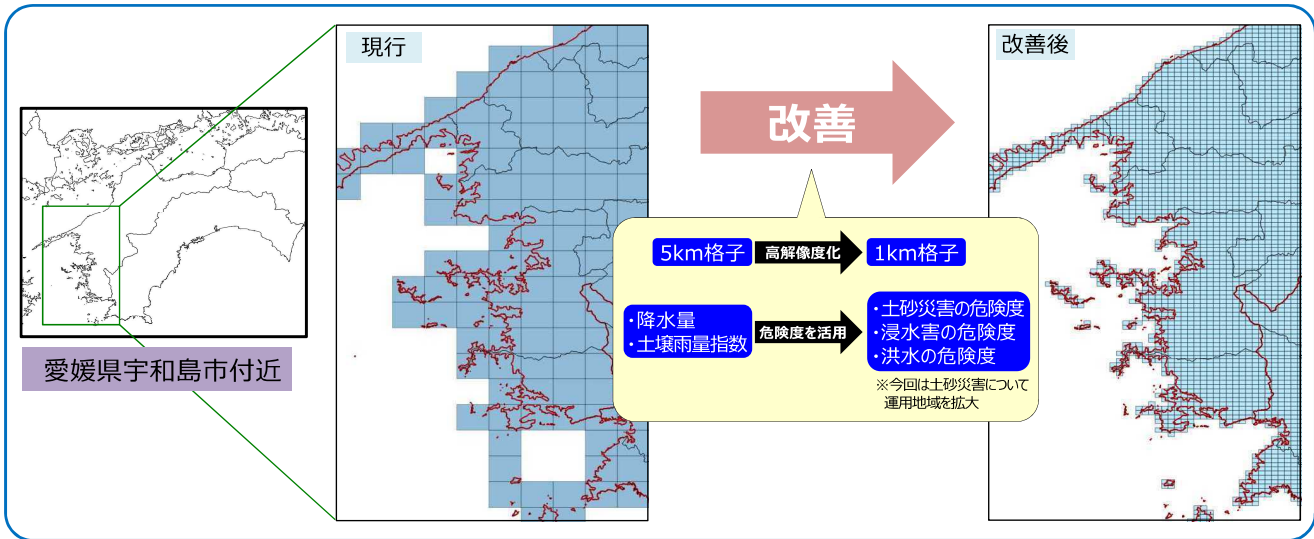 現行
改善
改善後
5km格子
高解像度化
1km格子
・降水量
・土壌雨量指数
危険度を活用
・土砂災害の危険度
・浸水害の危険度
・洪水の危険度
※今回は土砂災害について
運用地域を拡大
愛媛県宇和島市付近